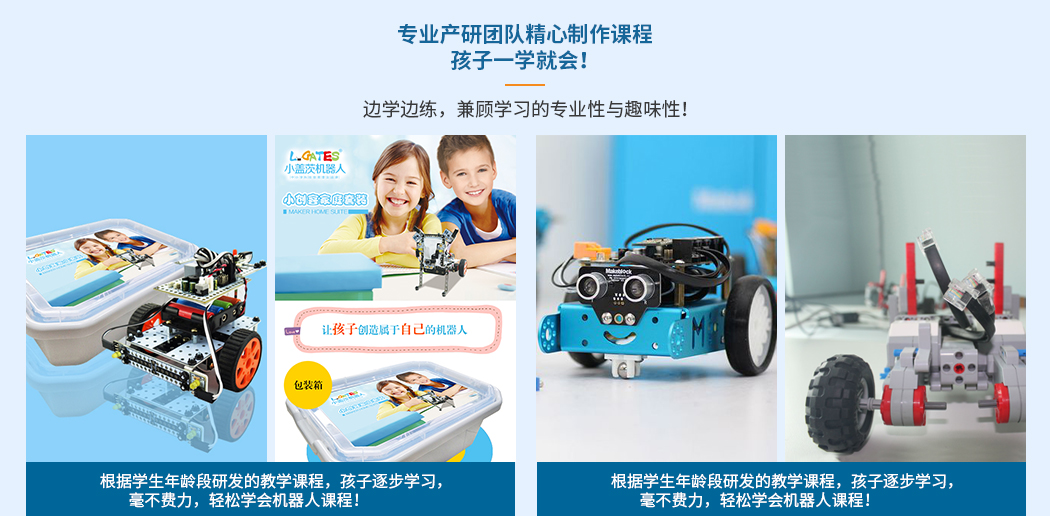 专业产研团队精心制作课程
孩子一学就会！
边学边练，兼顾学习的专业性与趣味性！
L.GATES
小盖茨机器人
小创客家庭套装
MAKER HOME SUITE
让孩子创造属于自己的机器人
包装箱
Makeblock
M
根据学生年龄段研发的教学课程，孩子逐步学习，
毫不费力，轻松学会机器人课程！
根据学生年龄段研发的教学课程，孩子逐步学习，
毫不费力，轻松学会机器人课程！